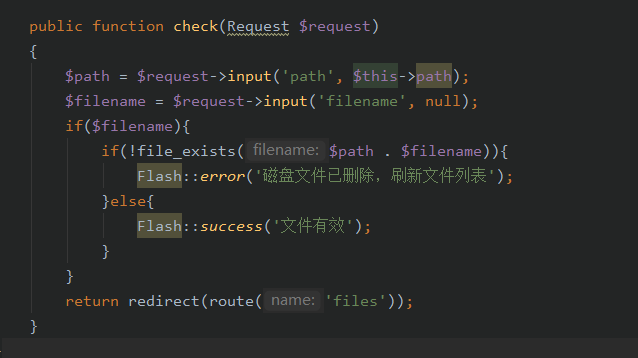 public function check(Request $request)
{
    $path = $request->input('path', $this->path);
    $filename = $request->input('filename', null);
    if($filename){
        if(!file_exists( filename: $path . $filename)){
            Flash::error('磁盘文件已删除，刷新文件列表');
        }else{
            Flash::success('文件有效');
        }
    }
    return redirect(route( name: 'files'));
}